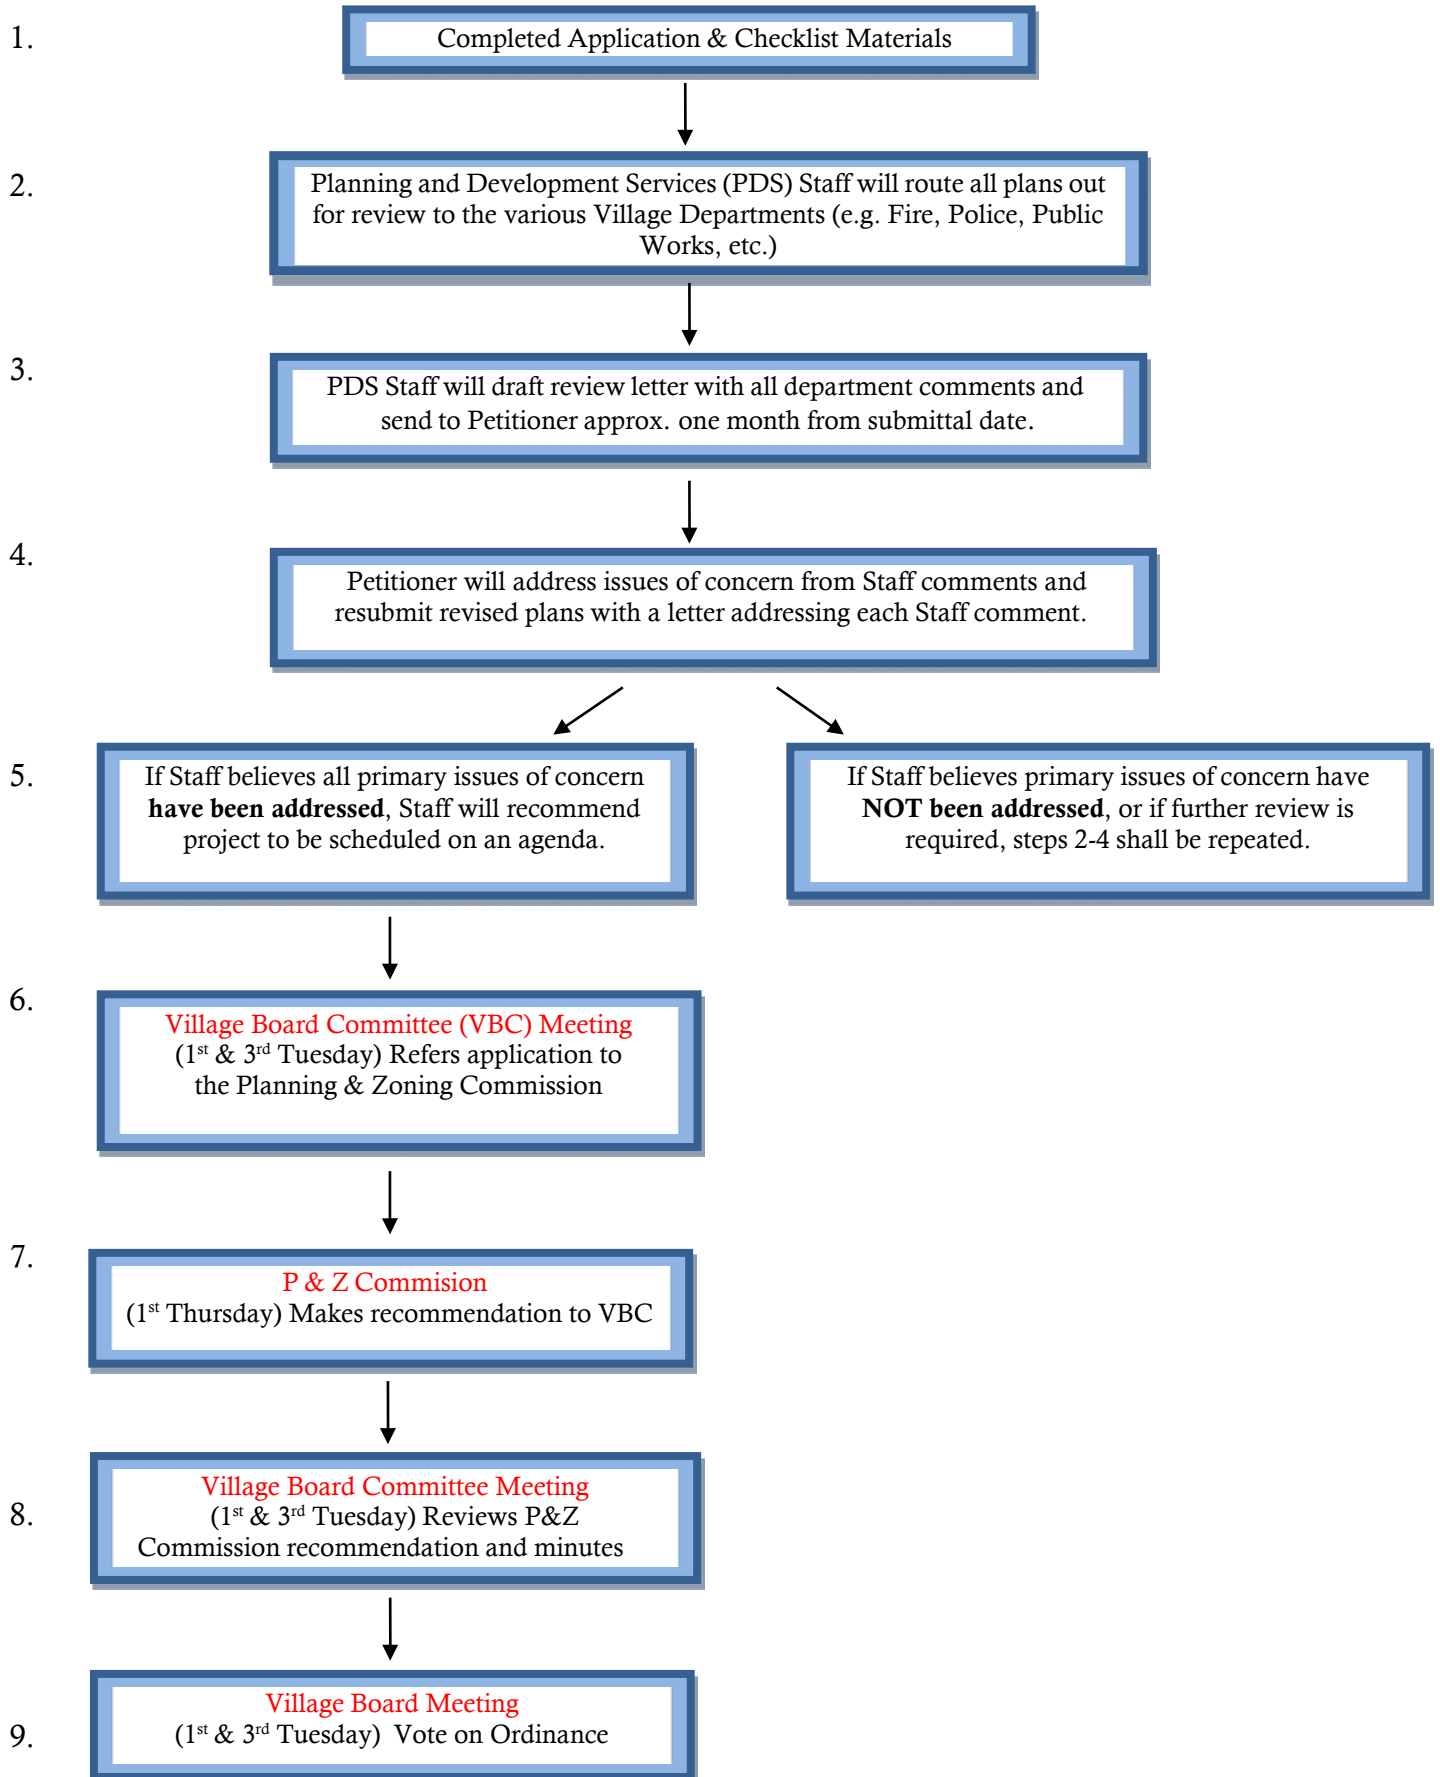 1.
Completed Application & Checklist Materials
2.
Planning and Development Services (PDS) Staff will route all plans out
for review to the various Village Departments (e.g. Fire, Police, Public
Works, etc.)
3.
PDS Staff will draft review letter with all department comments and
send to Petitioner approx. one month from submittal date.
4.
Petitioner will address issues of concern from Staff comments and
resubmit revised plans with a letter addressing each Staff comment.
5.
If Staff believes all primary issues of concern
have been addressed, Staff will recommend
project to be scheduled on an agenda.
If Staff believes primary issues of concern have
NOT been addressed, or if further review is
required, steps 2-4 shall be repeated.
6.
Village Board Committee (VBC) Meeting
(1st & 3rd Tuesday) Refers application to
the Planning & Zoning Commission
7.
P & Z Commision
(1st Thursday) Makes recommendation to VBC
8.
Village Board Committee Meeting
(1st & 3rd Tuesday) Reviews P&Z
Commission recommendation and minutes
9.
Village Board Meeting
(1st & 3rd Tuesday) Vote on Ordinance